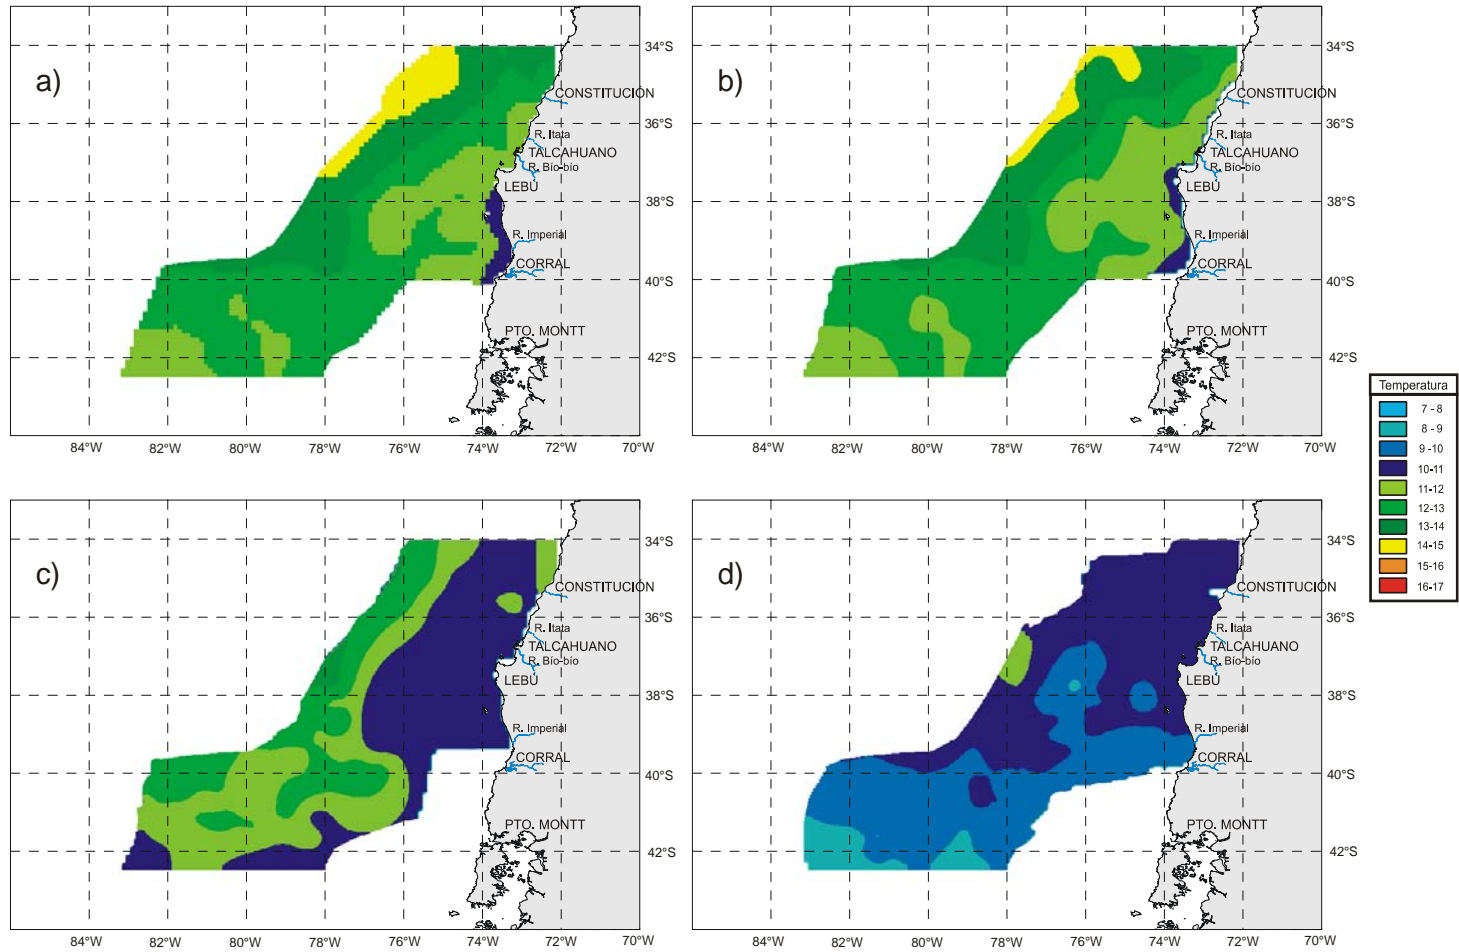 a)
34°S
CONSTITUCIÓN
36°S
R. Itata
TALCAHUANO
R. Bío-bío
LEBU
38°S
R. Imperial
CORRAL
40°S
PTO. MONTT
42°S
84°W 82°W 80°W 78°W 76°W 74°W 72°W 70°W
b)
34°S
CONSTITUCIÓN
36°S
R. Itata
TALCAHUANO
R. Bío-bío
LEBU
38°S
R. Imperial
CORRAL
40°S
PTO. MONTT
42°S
84°W 82°W 80°W 78°W 76°W 74°W 72°W 70°W
Temperatura
7 - 8
8 - 9
9 -10
10-11
11-12
12-13
13-14
14-15
15-16
16-17
c)
34°S
CONSTITUCIÓN
36°S
R. Itata
TALCAHUANO
R. Bío-bío
LEBU
38°S
R. Imperial
CORRAL
40°S
PTO. MONTT
42°S
84°W 82°W 80°W 78°W 76°W 74°W 72°W 70°W
d)
34°S
CONSTITUCIÓN
36°S
R. Itata
TALCAHUANO
R. Bío-bío
LEBU
38°S
R. Imperial
CORRAL
40°S
PTO. MONTT
42°S
84°W 82°W 80°W 78°W 76°W 74°W 72°W 70°W